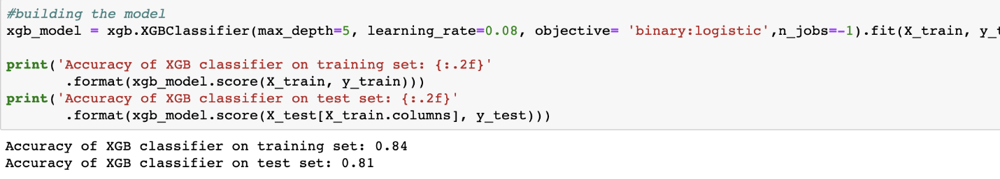 #building the model
xgb_model = xgb.XGBClassifier(max_depth=5, learning_rate=0.08, objective= 'binary:logistic',n_jobs=-1).fit(X_train, y_t
print('Accuracy of XGB classifier on training set: {:.2f}'
.format(xgb_model.score(X_train, y_train)))
print('Accuracy of XGB classifier on test set: {:.2f}'
.format(xgb_model.score(X_test[X_train.columns], y_test)))
Accuracy of XGB classifier on training set: 0.84
Accuracy of XGB classifier on test set: 0.81